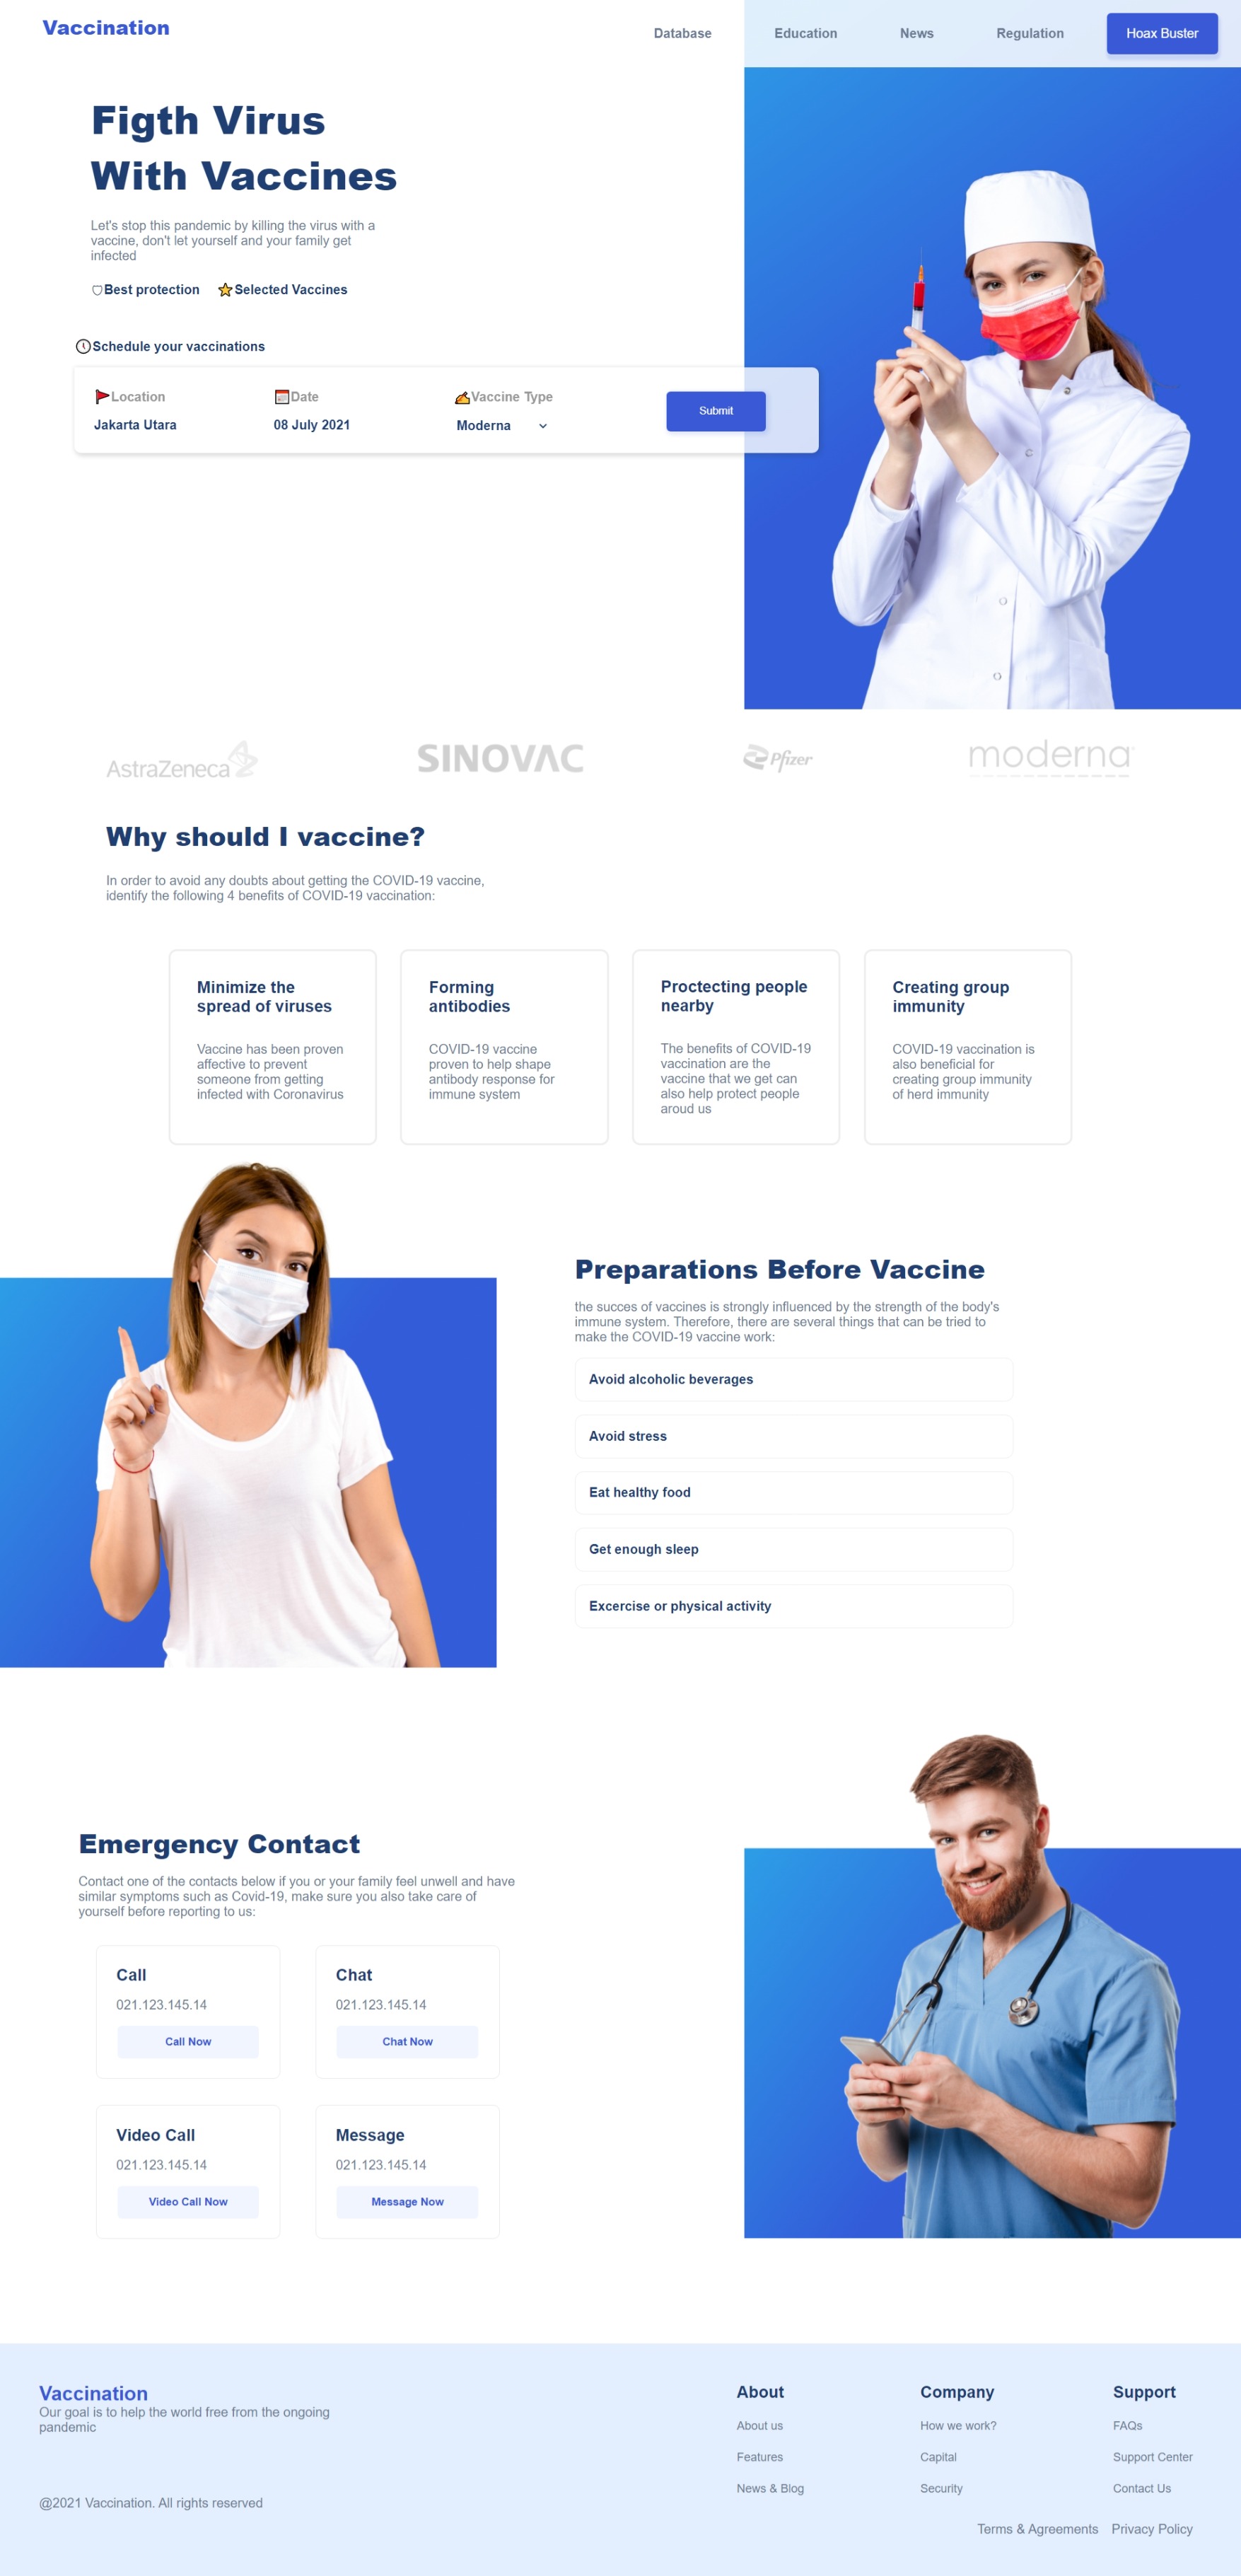 Vaccination
Database Education News Regulation Hoax Buster
Figth Virus
With Vaccines
Let's stop this pandemic by killing the virus with a
vaccine, don't let yourself and your family get
infected
Best protection Selected Vaccines
Schedule your vaccinations
Location Date Vaccine Type
Jakarta Utara 08 July 2021 Moderna
Submit
AstraZeneca SINOVAC Pfizer moderna
Why should I vaccine?
In order to avoid any doubts about getting the COVID-19 vaccine,
identify the following 4 benefits of COVID-19 vaccination:
Minimize the
spread of viruses
Vaccine has been proven
affective to prevent
someone from getting
infected with Coronavirus
Forming
antibodies
COVID-19 vaccine
proven to help shape
antibody response for
immune system
Proctecting people
nearby
The benefits of COVID-19
vaccination are the
vaccine that we get can
also help protect people
aroud us
Creating group
immunity
COVID-19 vaccination is
also beneficial for
creating group immunity
of herd immunity
Preparations Before Vaccine
the succes of vaccines is strongly influenced by the strength of the body's
immune system. Therefore, there are several things that can be tried to
make the COVID-19 vaccine work:
Avoid alcoholic beverages
Avoid stress
Eat healthy food
Get enough sleep
Excercise or physical activity
Emergency Contact
Contact one of the contacts below if you or your family feel unwell and have
similar symptoms such as Covid-19, make sure you also take care of
yourself before reporting to us:
Call
021.123.145.14
Call Now
Chat
021.123.145.14
Chat Now
Video Call
021.123.145.14
Video Call Now
Message
021.123.145.14
Message Now
Vaccination
Our goal is to help the world free from the ongoing
pandemic
@2021 Vaccination. All rights reserved
About
About us
Features
News & Blog
Company
How we work?
Capital
Security
Support
FAQs
Support Center
Contact Us
Terms & Agreements Privacy Policy